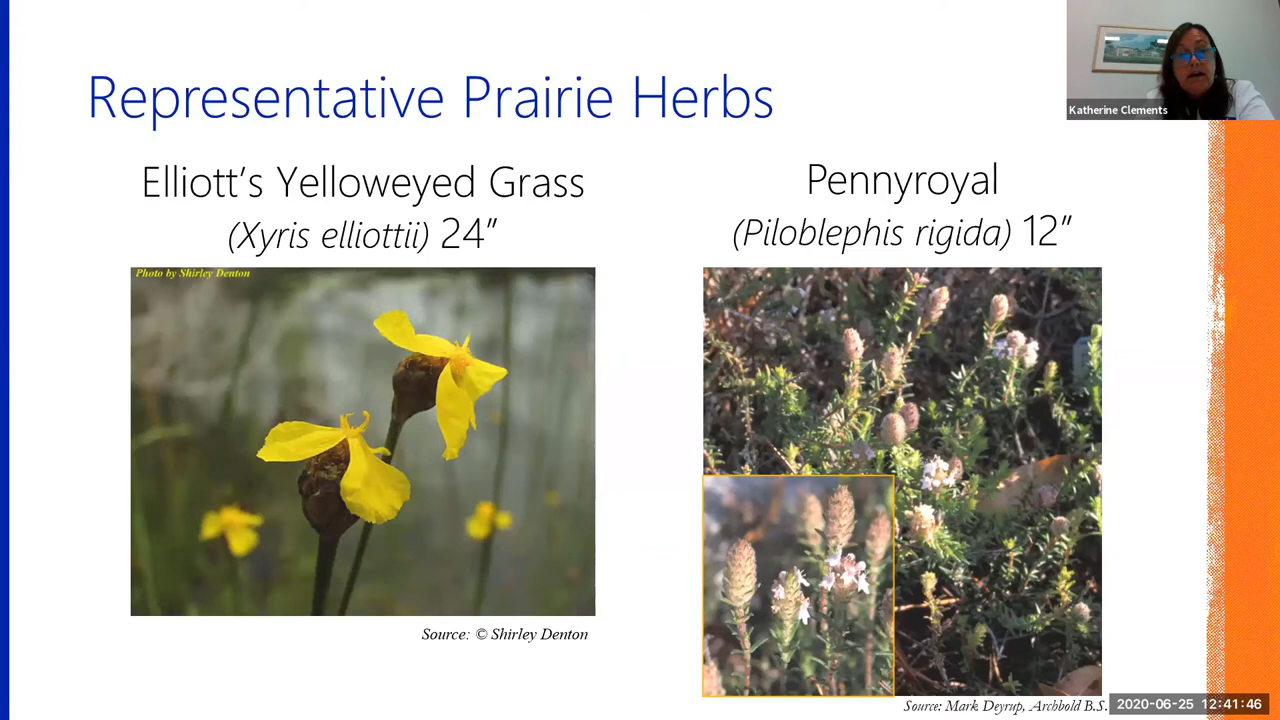 Katherine Clements
Representative Prairie Herbs
Elliott’s Yelloweyed Grass
(Xyris elliottii) 24”
Pennyroyal
(Piloblephis rigida) 12”
Photo by Shirley Denton
Source: © Shirley Denton
Source: Mark Deyrup, Archbold B.S.
2020-06-25 12:41:46